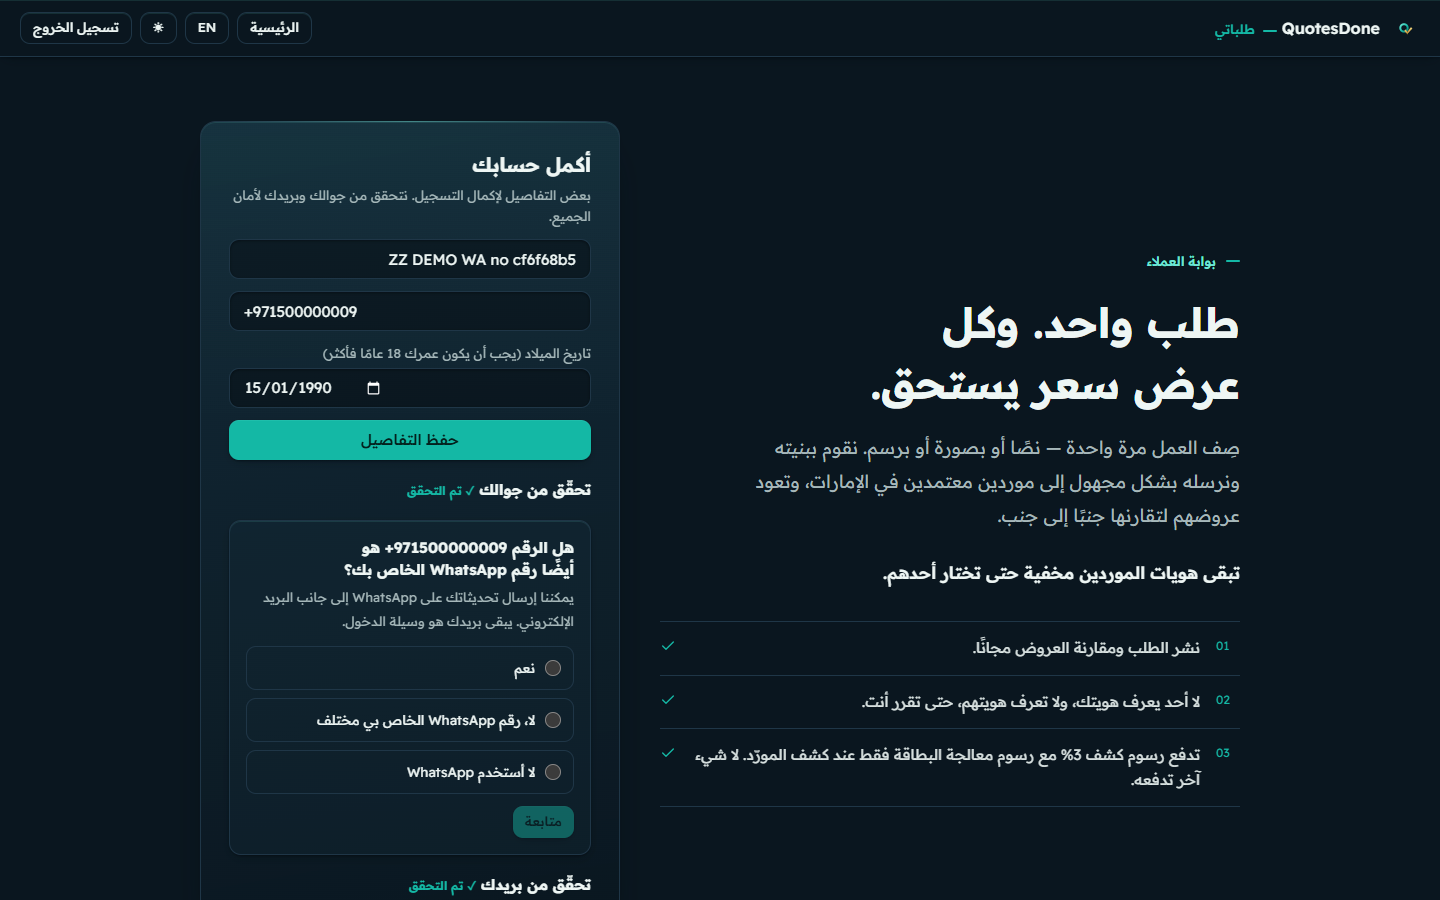 QuotesDone — طلباتي
الرئيسية
EN
تسجيل الخروج
— بوابة العملاء
طلب واحد. وكل
عرض سعر يستحق.
صِف العمل مرة واحدة — نصًا أو بصورة أو برسم. نقوم ببنيته
ونرسله بشكل مجهول إلى موردين معتمدين في الإمارات، وتعود
عروضهم لتقارنها جنبًا إلى جنب.
تبقى هويات الموردين مخفية حتى تختار أحدهم.
01 نشر الطلب ومقارنة العروض مجانًا. ✓
02 لا أحد يعرف هويتك، ولا تعرف هويتهم، حتى تقرر أنت. ✓
03 تدفع رسوم كشف 3% مع رسوم معالجة البطاقة فقط عند كشف المورّد. لا شيء ✓
آخر تدفعه.
أكمل حسابك
بعض التفاصيل لإكمال التسجيل. نتحقق من جوالك وبريدك لأمان
الجميع.
ZZ DEMO WA no cf6f68b5
+971500000009
تاريخ الميلاد (يجب أن يكون عمرك 18 عامًا فأكثر)
15/01/1990
حفظ التفاصيل
تحقّق من جوالك ✓ تم التحقق
هل الرقم 971500000009+ هو
أيضًا رقم WhatsApp الخاص بك؟
يمكننا إرسال تحديثاتك على WhatsApp إلى جانب البريد
الإلكتروني. يبقى بريدك هو وسيلة الدخول.
نعم
لا، رقم WhatsApp الخاص بي مختلف
لا أستخدم WhatsApp
متابعة
تحقّق من بريدك ✓ تم التحقق